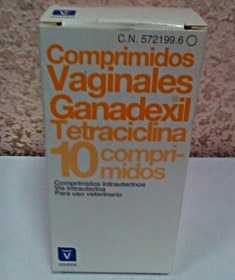 C.N. 572199.6
Comprimidos
Vaginales
Ganadexil
Tetraciclina
10 compri-
midos
Comprimidos Intrauterinos
Vía intrauterina
Para uso veterinario